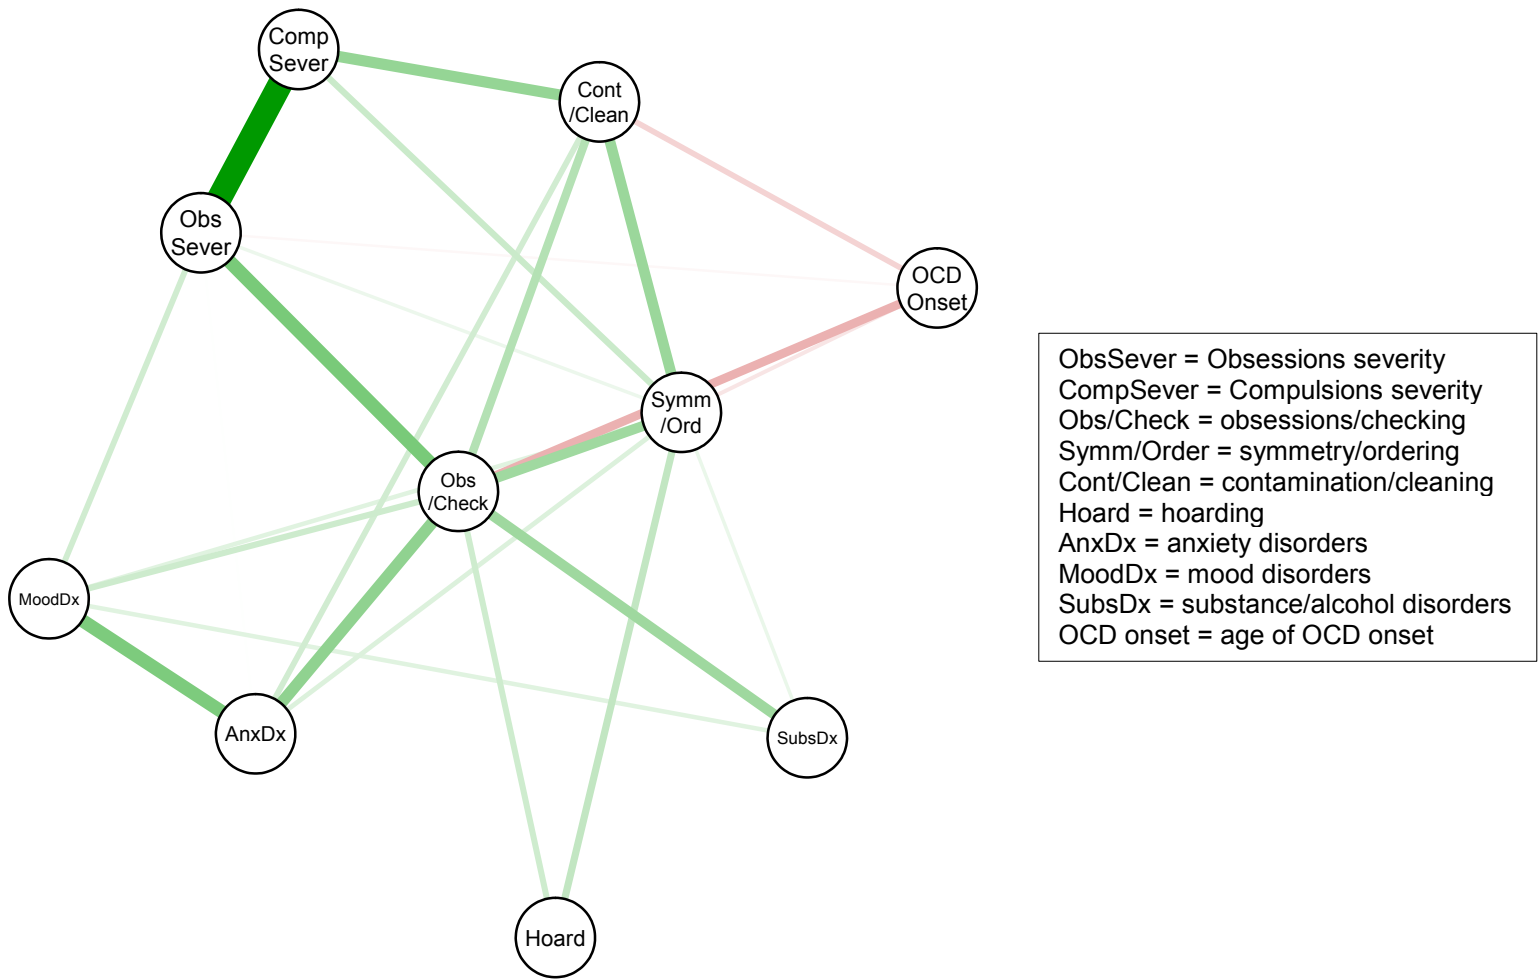 Comp
Sever
Cont
/Clean
Obs
Sever
OCD
Onset
Symm
/Ord
Obs
/Check
MoodDx
AnxDx
SubsDx
Hoard
ObsSever = Obsessions severity
CompSever = Compulsions severity
Obs/Check = obsessions/checking
Symm/Order = symmetry/ordering
Cont/Clean = contamination/cleaning
Hoard = hoarding
AnxDx = anxiety disorders
MoodDx = mood disorders
SubsDx = substance/alcohol disorders
OCD onset = age of OCD onset